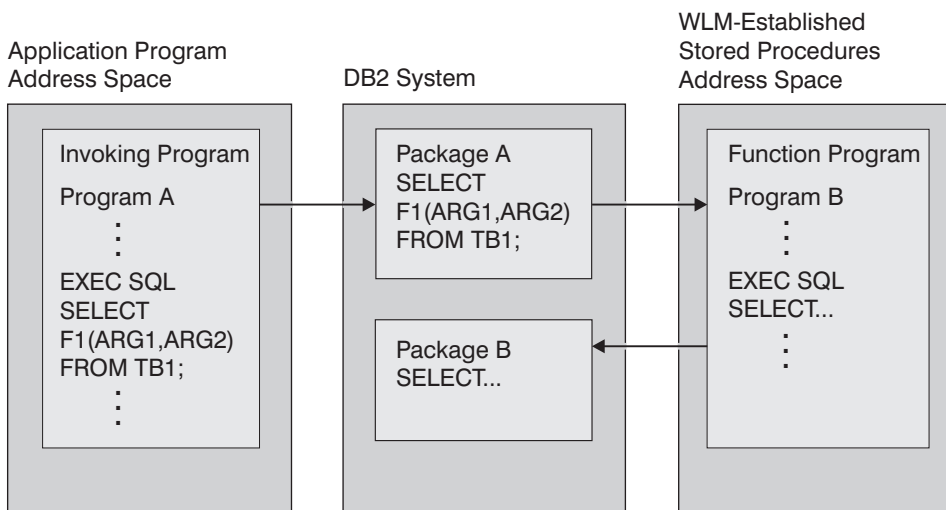 Application Program
Address Space
Invoking Program
Program A
EXEC SQL
SELECT
F1(ARG1,ARG2)
FROM TB1;
DB2 System
Package A
SELECT
F1(ARG1,ARG2)
FROM TB1;
Package B
SELECT...
WLM-Established
Stored Procedures
Address Space
Function Program
Program B
EXEC SQL
SELECT...